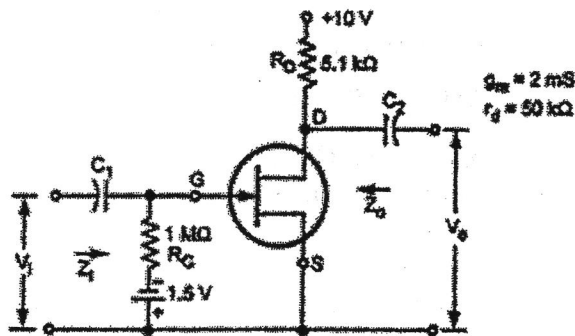 +10 V
R_D
5.1 kΩ
g_m = 2 mS
r_d = 50 kΩ
D
C_2
C_1
G
Z_o
1 MΩ
R_G
V_i
Z_i
V_o
S
1.5 V
-
+